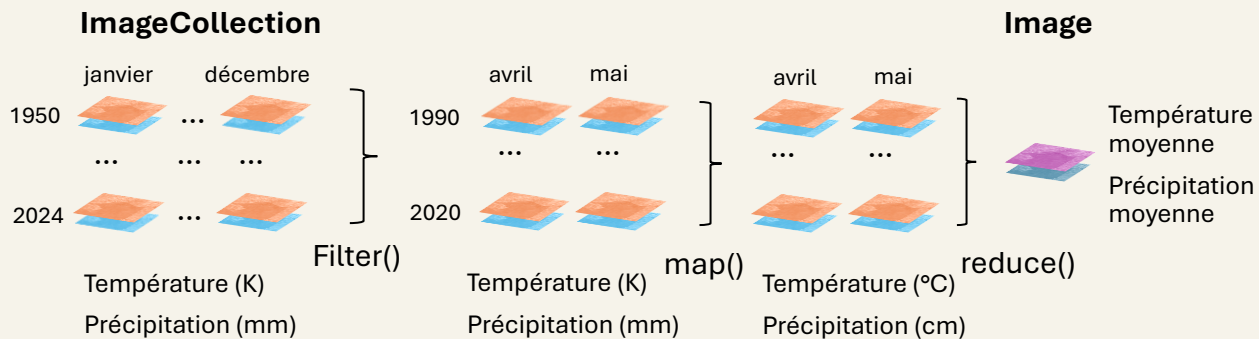 ImageCollection
Image
janvier
décembre
avril
mai
avril
mai
1950
...
1990
...
...
...
...
...
...
...
2024
...
2020
Température
moyenne
Précipitation
moyenne
Filter()
map()
reduce()
Température (K)
Température (K)
Température (°C)
Précipitation (mm)
Précipitation (mm)
Précipitation (cm)